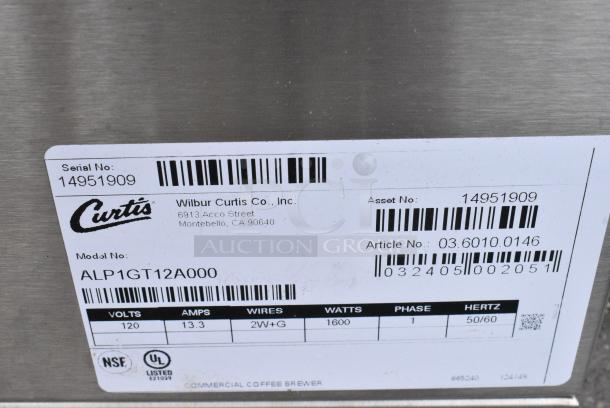 Serial No:
14951909
Curtis
Wilbur Curtis Co., Inc.
6913 Acco Street
Montebello, CA 90640
Asset No: 14951909
Article No.: 03.6010.0146
032405002051
Model No:
ALP1GT12A000
AUCTION GROUP
VOLTS AMPS WIRES WATTS PHASE HERTZ
120 13.3 2W+G 1600 1 50/60
NSF
UL
LISTED
COMMERCIAL COFFEE BREWER